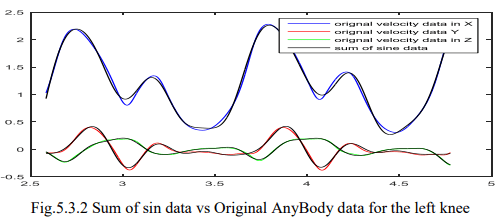 2.5
orignal velocity data in X
orignal velocity data Y
orignal velocity data in Z
sum of sine data
2
1.5
1
0.5
0
-0.5
2.5 3 3.5 4 4.5 5
Fig.5.3.2 Sum of sin data vs Original AnyBody data for the left knee